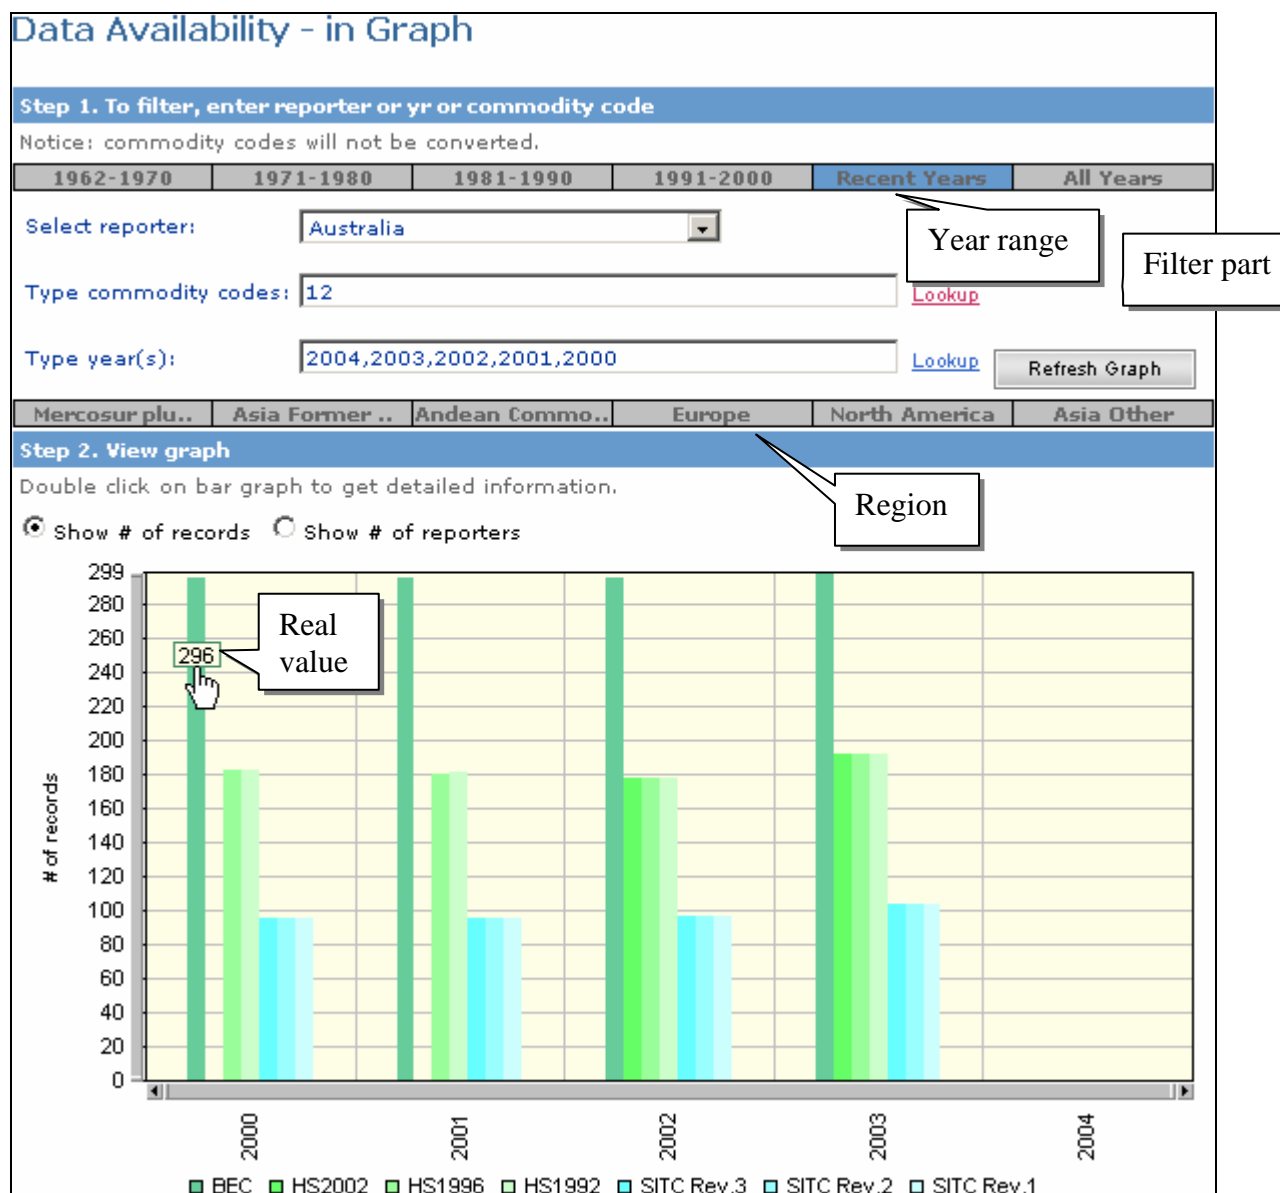 Data Availability - in Graph
Step 1. To filter, enter reporter or yr or commodity code
Notice: commodity codes will not be converted.
1962-1970 1971-1980 1981-1990 1991-2000 Recent Years All Years
Select reporter: Australia
Year range
Filter part
Type commodity codes: 12 Lookup
Type year(s): 2004,2003,2002,2001,2000 Lookup Refresh Graph
Mercosur plu.. Asia Former .. Andean Commo.. Europe North America Asia Other
Step 2. View graph
Double click on bar graph to get detailed information.
Region
Show # of records Show # of reporters
299
280
260
240
220
200
180
160
140
120
100
80
60
40
20
0
# of records
296
Real
value
2000 2001 2002 2003 2004
BEC HS2002 HS1996 HS1992 SITC Rev.3 SITC Rev.2 SITC Rev.1